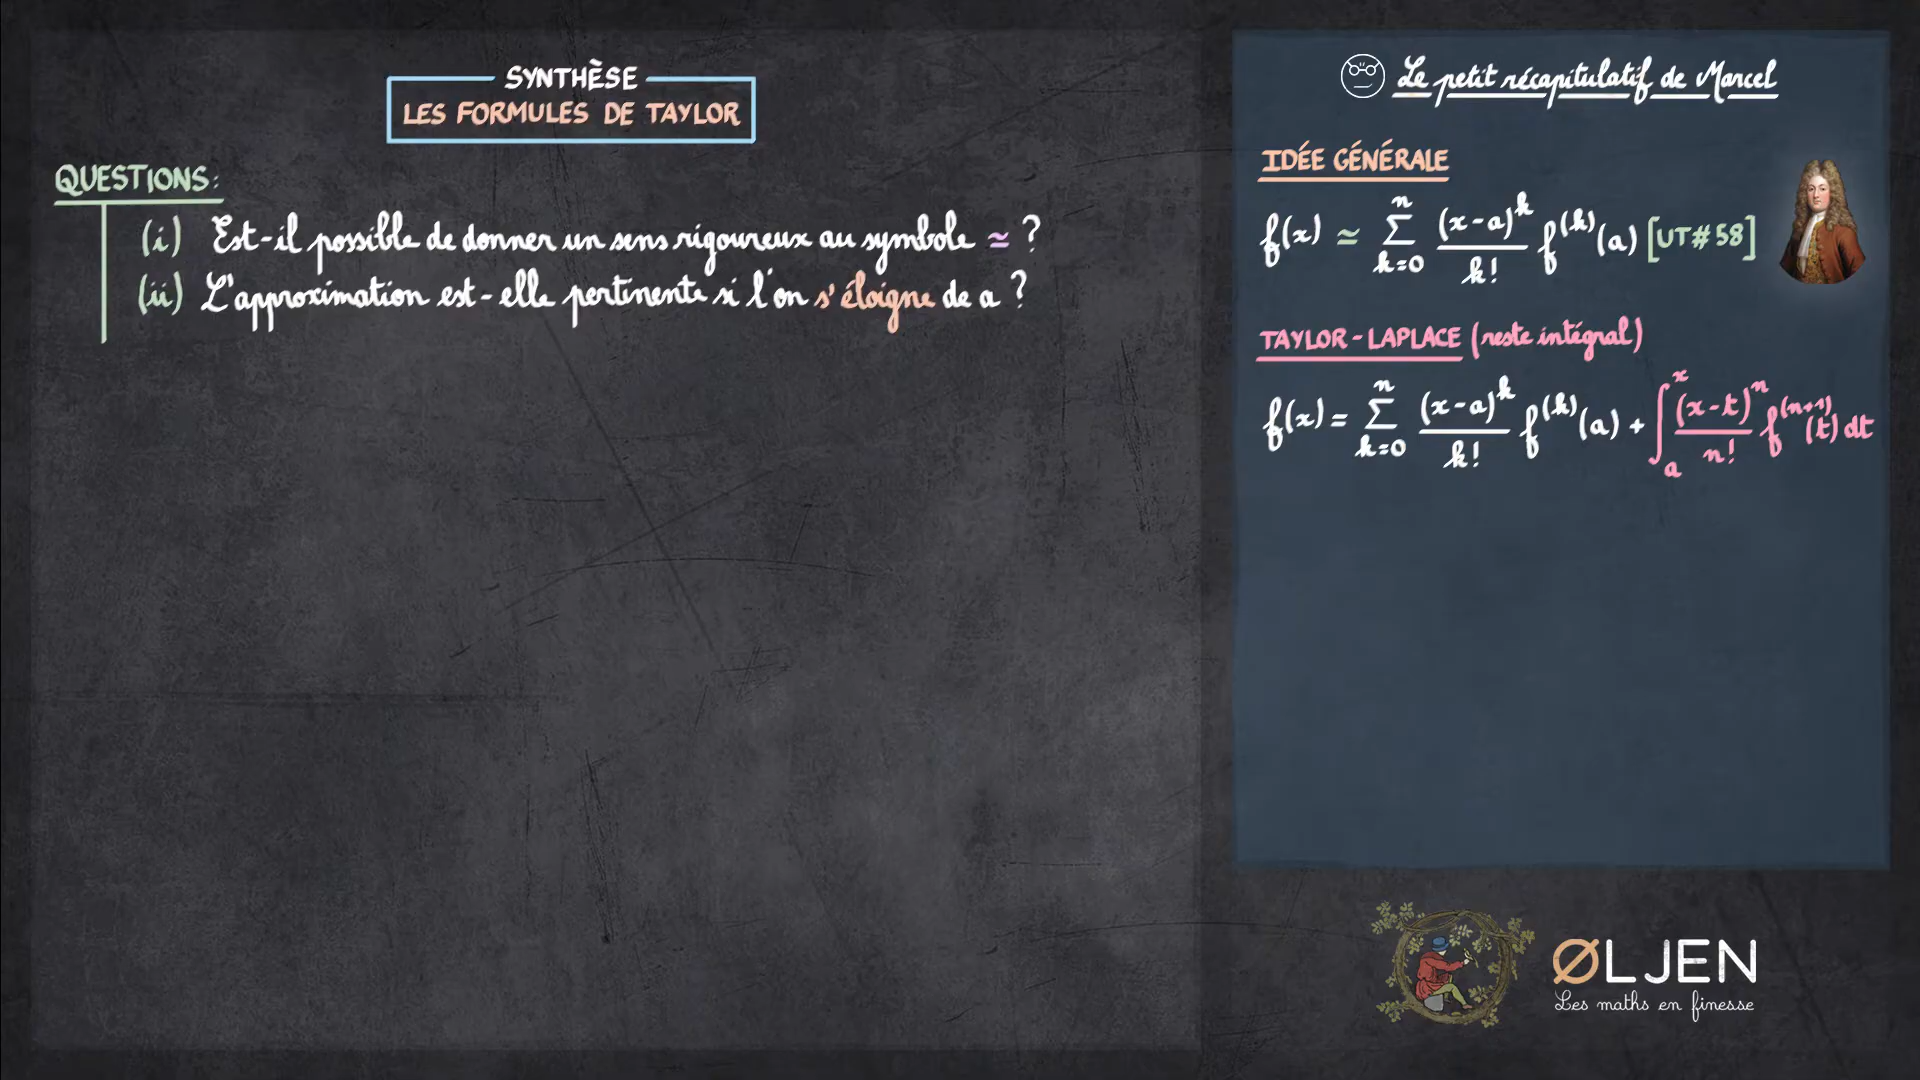 SYNTHÈSE
LES FORMULES DE TAYLOR
QUESTIONS:
(i) Est-il possible de donner un sens rigoureux au symbole ≃ ?
(ii) L'approximation est-elle pertinente si l'on s'éloigne de a ?
Le petit récapitulatif de Marcel
IDÉE GÉNÉRALE
f(x) ≃ ∑_{k=0}^{n} (x-a)^k / k! f^{(k)}(a) [UT#58]
TAYLOR-LAPLACE (reste intégral)
f(x) = ∑_{k=0}^{n} (x-a)^k / k! f^{(k)}(a) + ∫_a^x (x-t)^n / n! f^{(n+1)}(t) dt
ØLJEN
Les maths en finesse